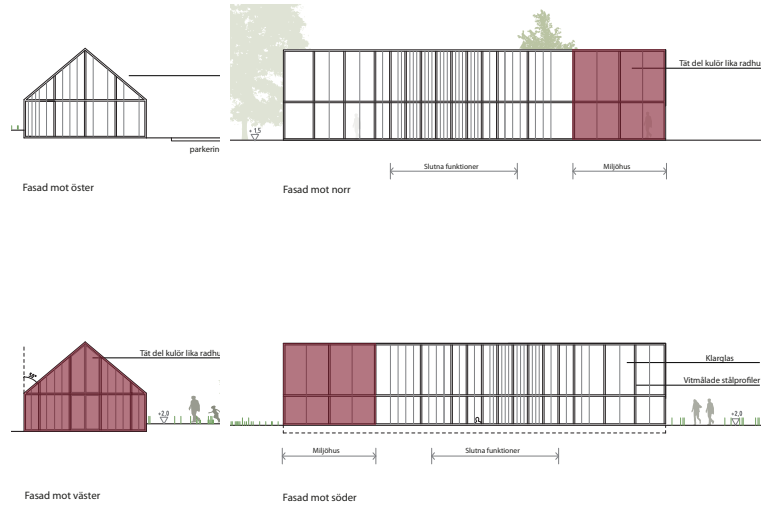 Tät del kulör lika radhu
+ 1,5
parkerin
Slutna funktioner
Miljöhus
Fasad mot öster
Fasad mot norr
Tät del kulör lika radhu
Klarglas
Vitmålade stålprofiler
+2,0
+2,0
Miljöhus
Slutna funktioner
Fasad mot väster
Fasad mot söder